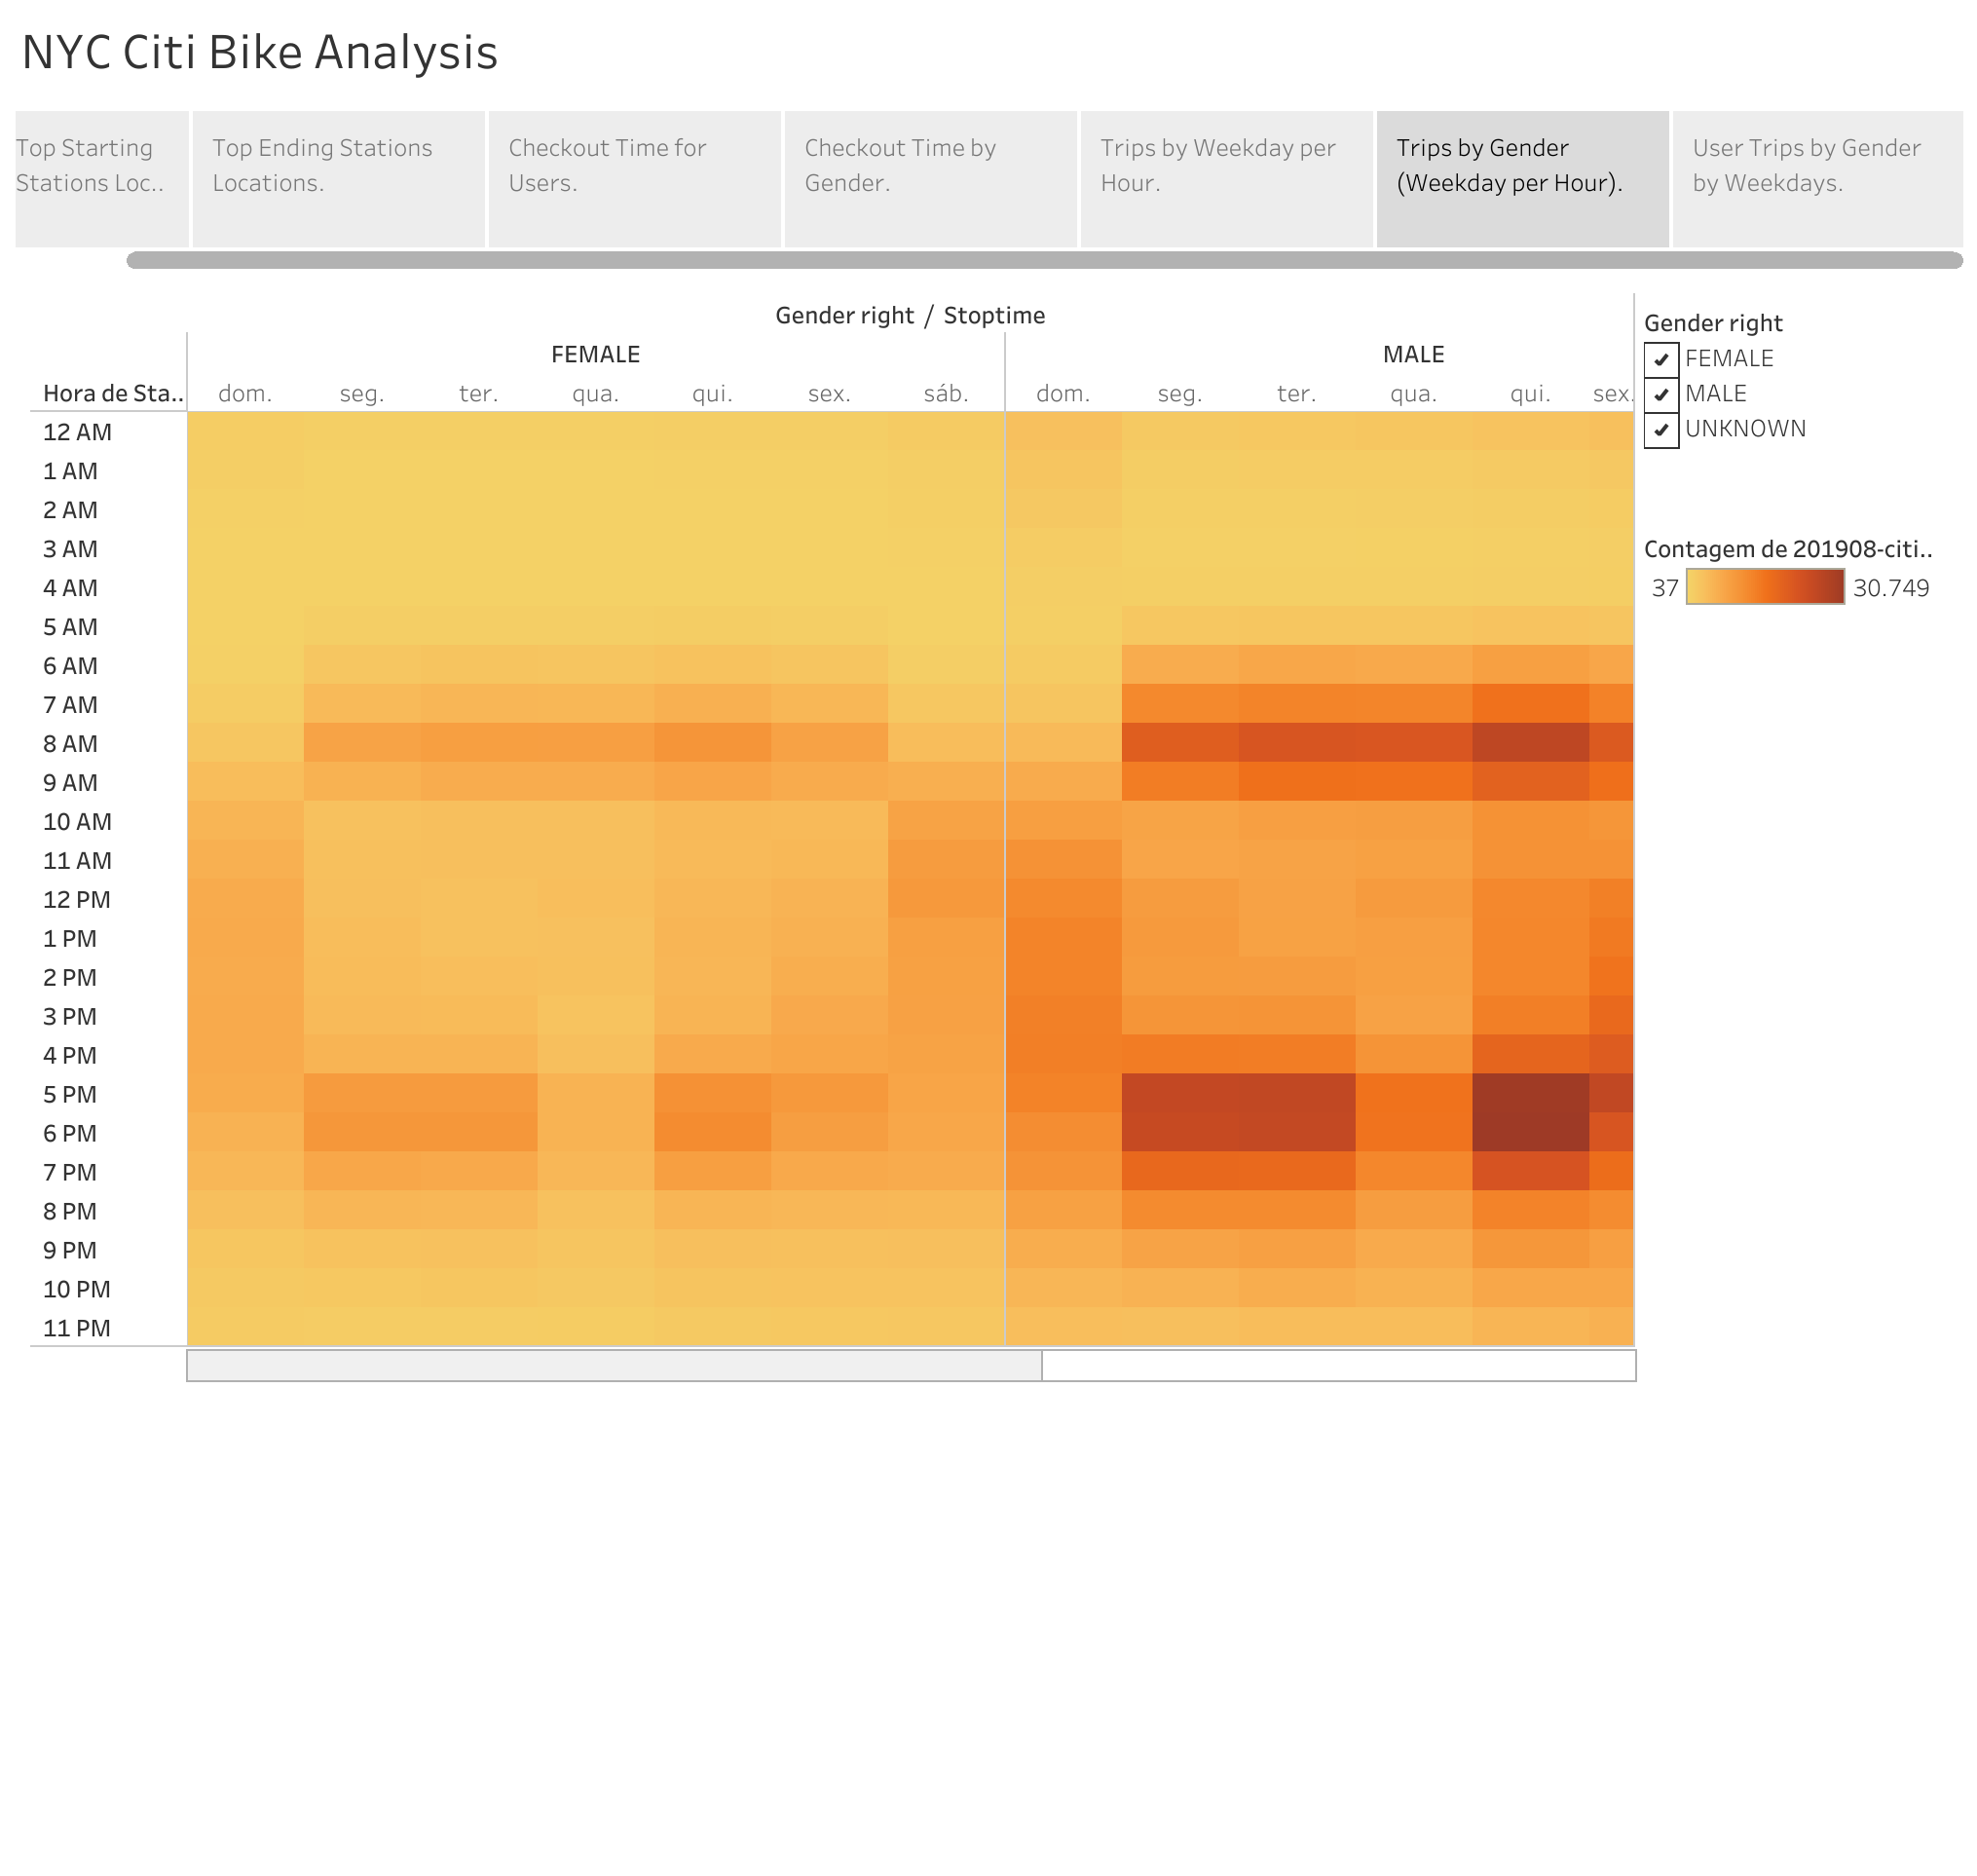 NYC Citi Bike Analysis
Top Starting
Stations Loc..
Top Ending Stations
Locations.
Checkout Time for
Users.
Checkout Time by
Gender.
Trips by Weekday per
Hour.
Trips by Gender
(Weekday per Hour).
User Trips by Gender
by Weekdays.
Gender right / Stoptime
FEMALE MALE
Hora de Sta.. dom. seg. ter. qua. qui. sex. sáb. dom. seg. ter. qua. qui. sex.
12 AM
1 AM
2 AM
3 AM
4 AM
5 AM
6 AM
7 AM
8 AM
9 AM
10 AM
11 AM
12 PM
1 PM
2 PM
3 PM
4 PM
5 PM
6 PM
7 PM
8 PM
9 PM
10 PM
11 PM
Gender right
FEMALE
MALE
UNKNOWN
Contagem de 201908-citi..
37 30.749